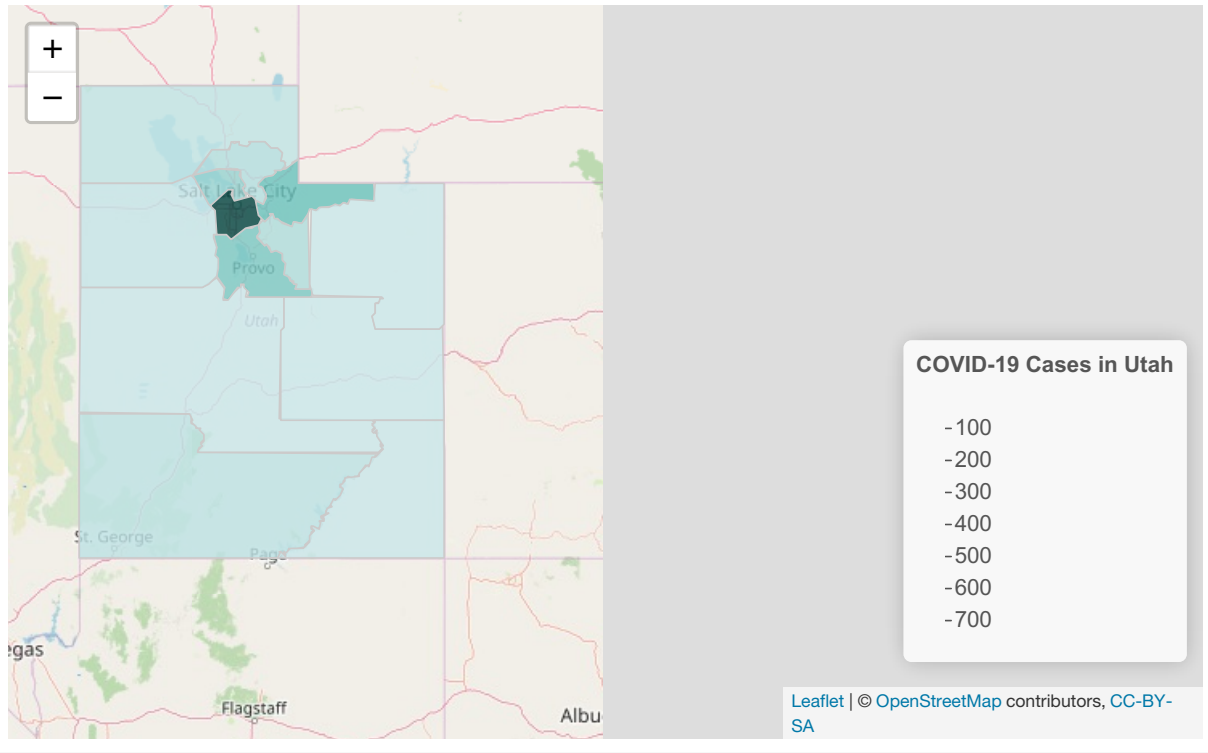 +
−
Salt Lake City
Provo
Utah
St. George
Page
egas
Flagstaff
Albu
COVID-19 Cases in Utah
-100
-200
-300
-400
-500
-600
-700
Leaflet | © OpenStreetMap contributors, CC-BY-
SA